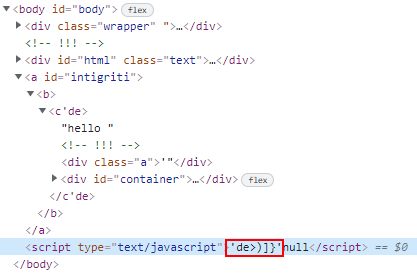 ▼<body id="body"> flex
▶<div class="wrapper" ">…</div>
<!-- !!! -->
▶<div id="html" class="text">…</div>
▼<a id="intigriti">
▼<b>
▼<c'de>
"hello "
<!-- !!! -->
<div class="a">'"</div>
▶<div id="container">…</div> flex
</c'de>
</b>
</a>
<script type="text/javascript" 'de>)]}'null</script> == $0
</body>